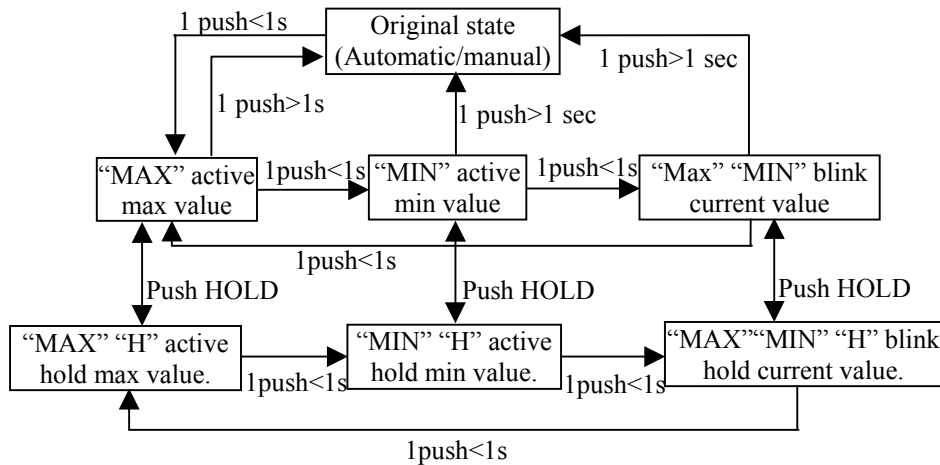 1 push<1s
Original state
(Automatic/manual)
1 push>1 sec
1 push>1s
1 push>1 sec
“MAX” active
max value
1push<1s
“MIN” active
min value
1push<1s
“Max” “MIN” blink
current value
1push<1s
Push HOLD
Push HOLD
Push HOLD
“MAX” “H” active
hold max value.
1push<1s
“MIN” “H” active
hold min value.
1push<1s
“MAX”“MIN” “H” blink
hold current value.
1push<1s